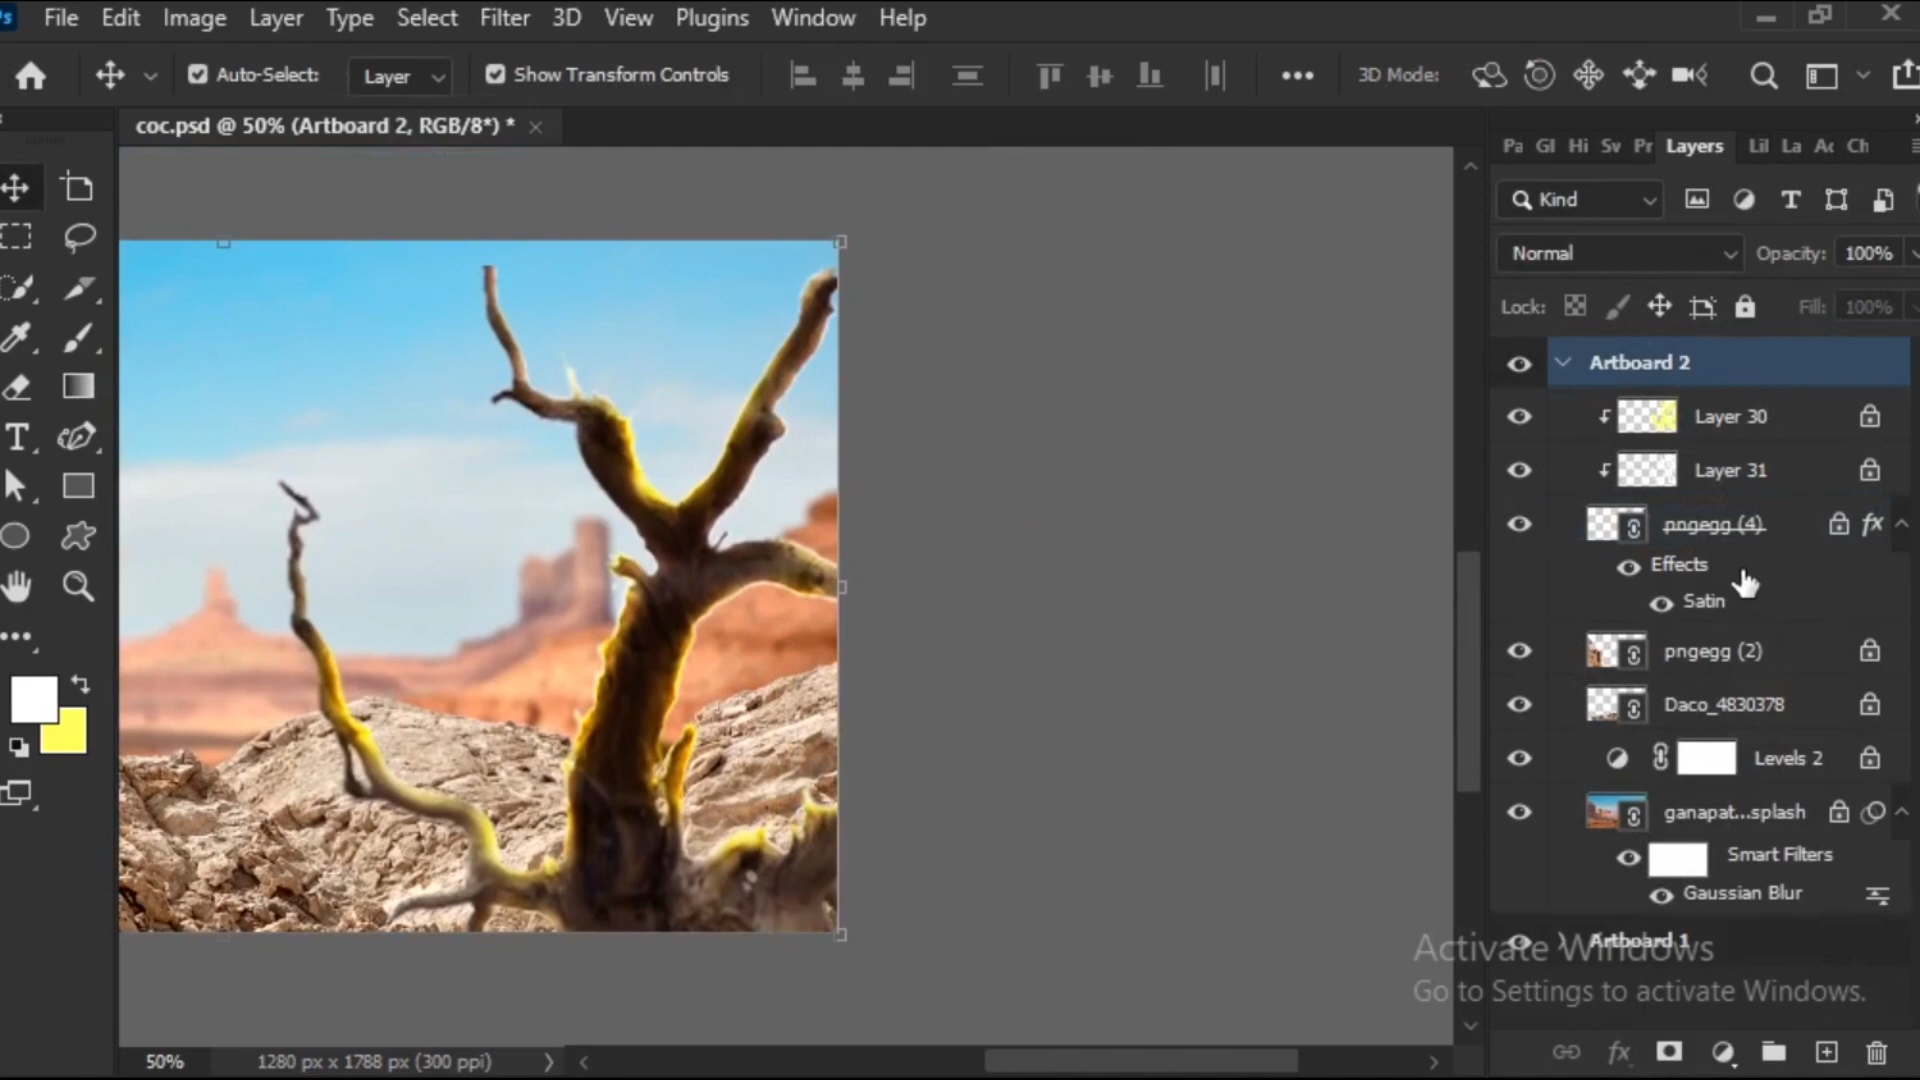 File Edit Image Layer Type Select Filter 3D View Plugins Window Help
Auto-Select: Layer Show Transform Controls 3D Mode:
coc.psd @ 50% (Artboard 2, RGB/8*) *
Pa Gl Hi Sv Pr Layers Lil La Ac Ch
Kind
Normal Opacity: 100%
Lock: Fill: 100%
Artboard 2
Layer 30
Layer 31
pngegg (4) fx
Effects
Satin
pngegg (2)
Daco_4830378
Levels 2
ganapat...splash
Smart Filters
Gaussian Blur
Artboard 1
Activate Windows
Go to Settings to activate Windows.
50% 1280 px x 1788 px (300 ppi)
fx